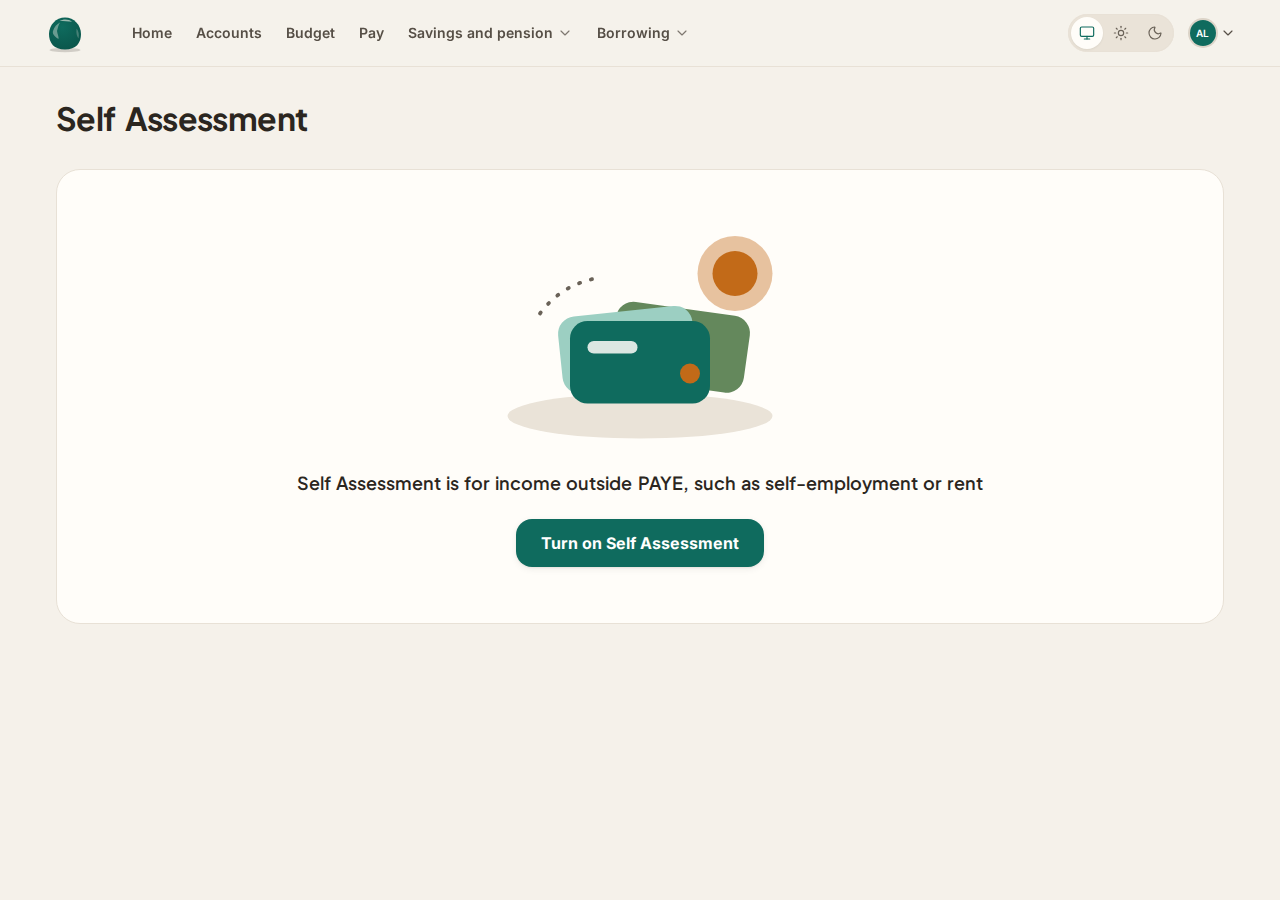 Home Accounts Budget Pay Savings and pension Borrowing AL
Self Assessment
Self Assessment is for income outside PAYE, such as self-employment or rent
Turn on Self Assessment